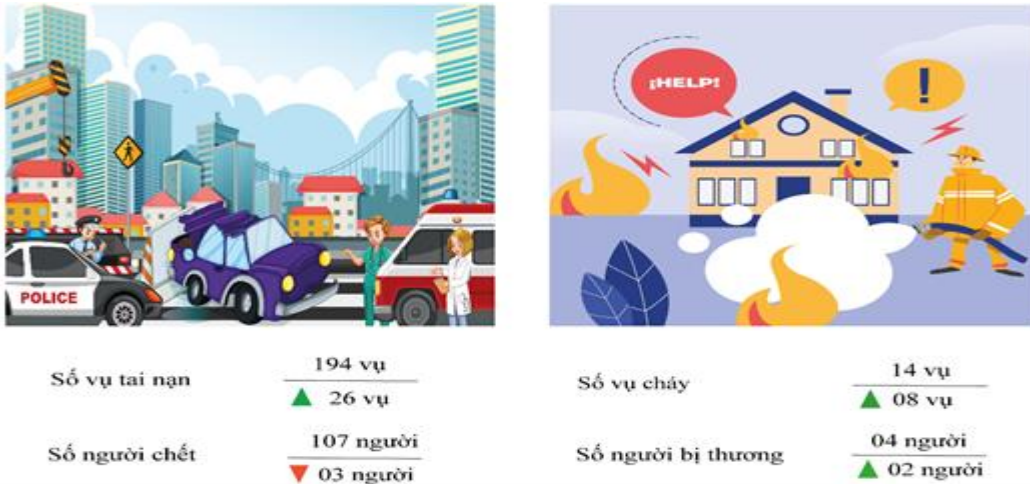 ¡HELP!
!
POLICE
Số vụ tai nạn
194 vụ
▲ 26 vụ
Số người chết
107 người
▼ 03 người
Số vụ cháy
14 vụ
▲ 08 vụ
Số người bị thương
04 người
▲ 02 người